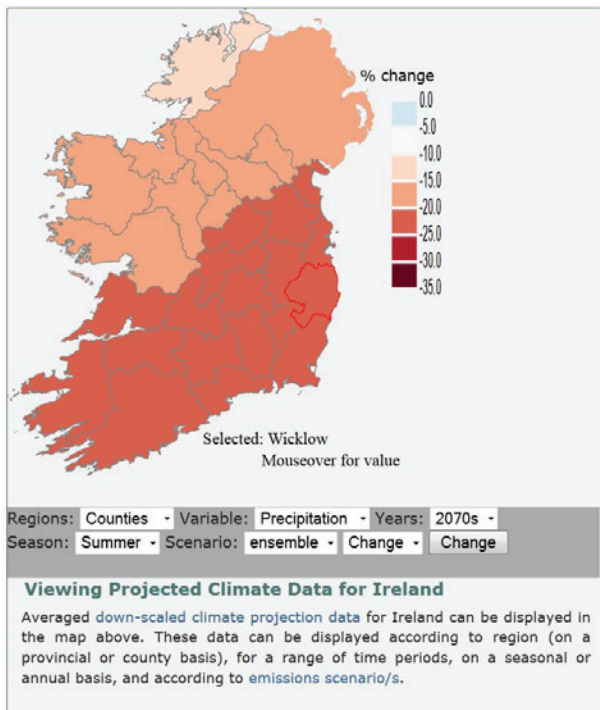 % change
0.0
-5.0
-10.0
-15.0
-20.0
-25.0
-30.0
-35.0
Selected: Wicklow
Mouseover for value
Regions: Counties Variable: Precipitation Years: 2070s
Season: Summer Scenario: ensemble Change Change
Viewing Projected Climate Data for Ireland
Averaged down-scaled climate projection data for Ireland can be displayed in
the map above. These data can be displayed according to region (on a
provincial or county basis), for a range of time periods, on a seasonal or
annual basis, and according to emissions scenario/s.